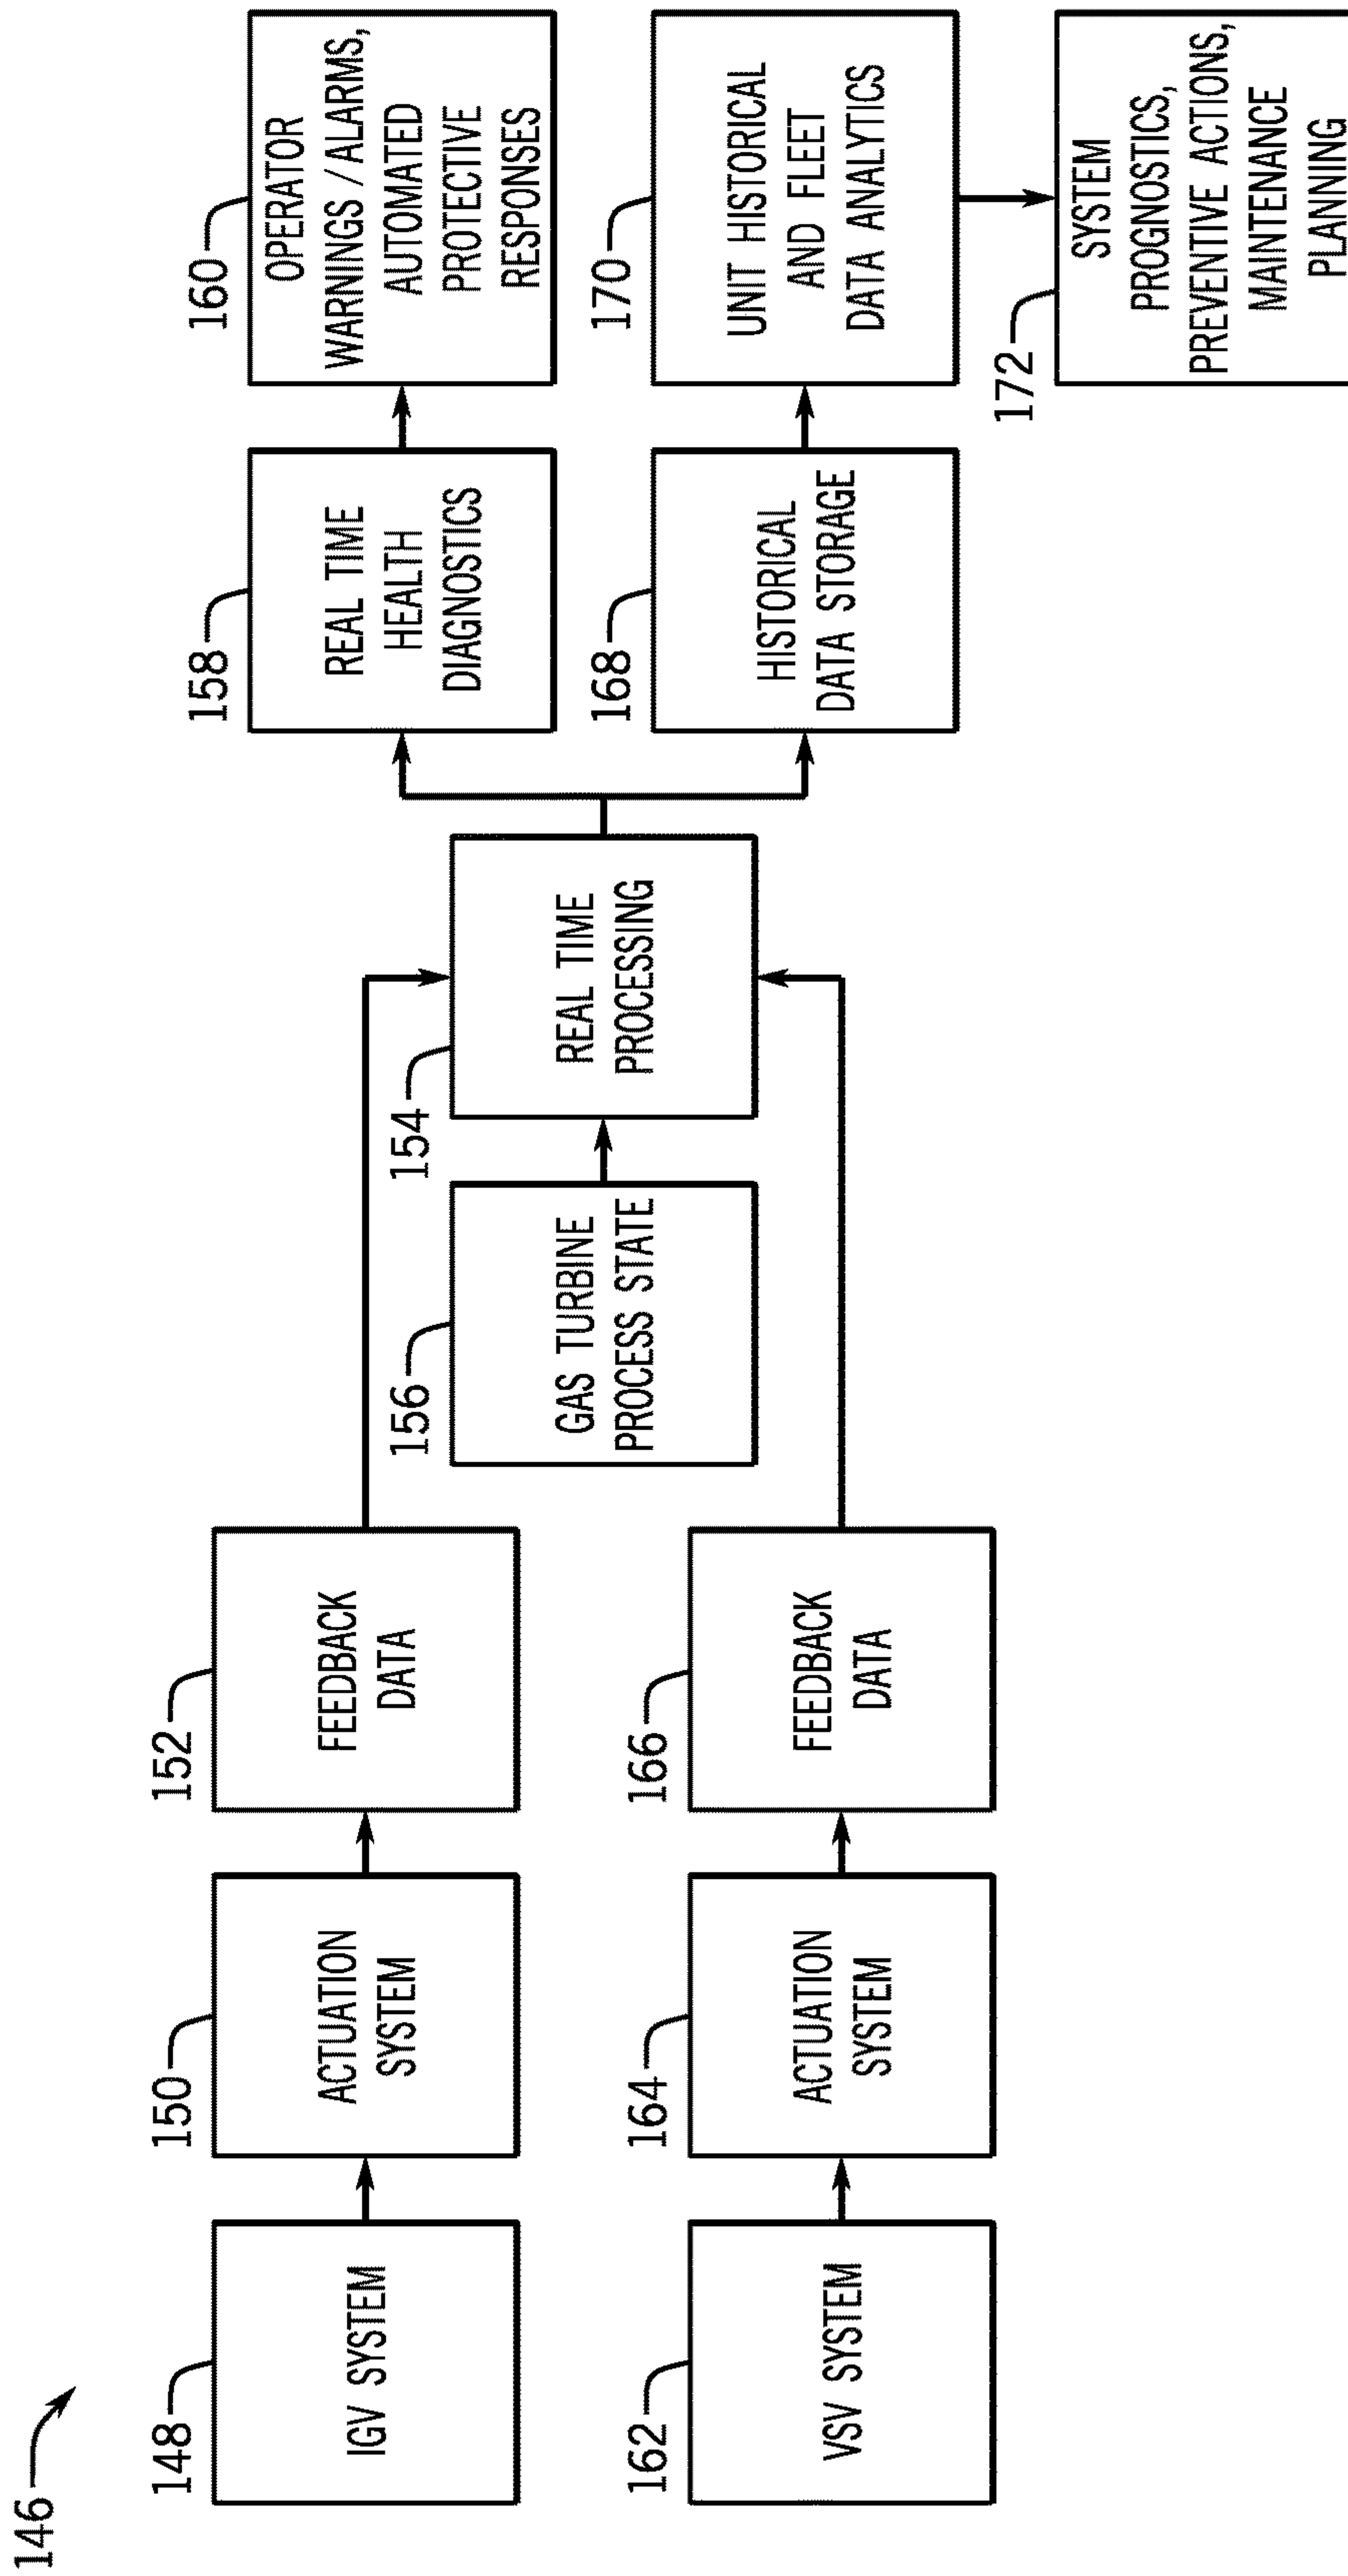 146
148
IGV SYSTEM
150
ACTUATION
SYSTEM
152
FEEDBACK
DATA
162
VSV SYSTEM
164
ACTUATION
SYSTEM
166
FEEDBACK
DATA
156
GAS TURBINE
PROCESS STATE
154
REAL TIME
PROCESSING
158
REAL TIME
HEALTH
DIAGNOSTICS
160
OPERATOR
WARNINGS/ALARMS,
AUTOMATED
PROTECTIVE
RESPONSES
168
HISTORICAL
DATA STORAGE
170
UNIT HISTORICAL
AND FLEET
DATA ANALYTICS
172
SYSTEM
PROGNOSTICS,
PREVENTIVE ACTIONS,
MAINTENANCE
PLANNING